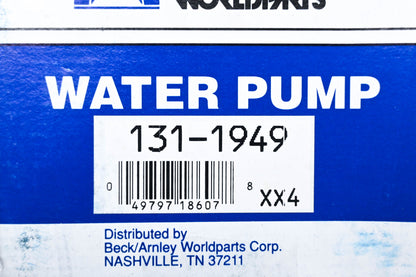 WORLDPARTS
WATER PUMP
131-1949
0 49797 18607 8 XX4
Distributed by
Beck/Arnley Worldparts Corp.
NASHVILLE, TN 37211